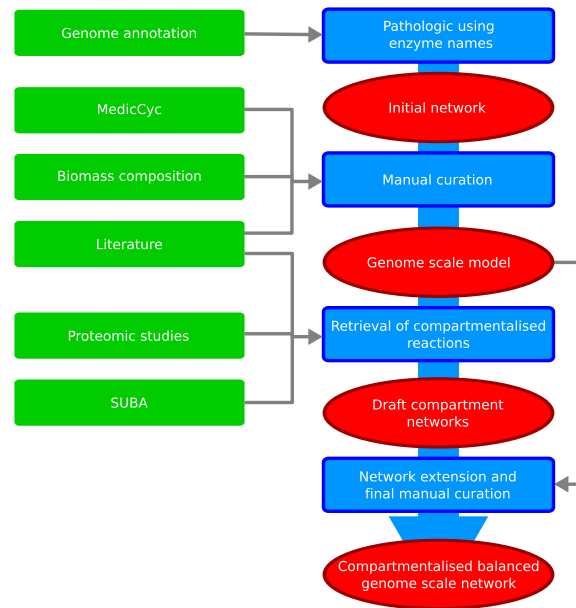 Genome annotation
Pathologic using
enzyme names
MedicCyc
Initial network
Biomass composition
Manual curation
Literature
Genome scale model
Proteomic studies
Retrieval of compartmentalised
reactions
SUBA
Draft compartment
networks
Network extension and
final manual curation
Compartmentalised balanced
genome scale network